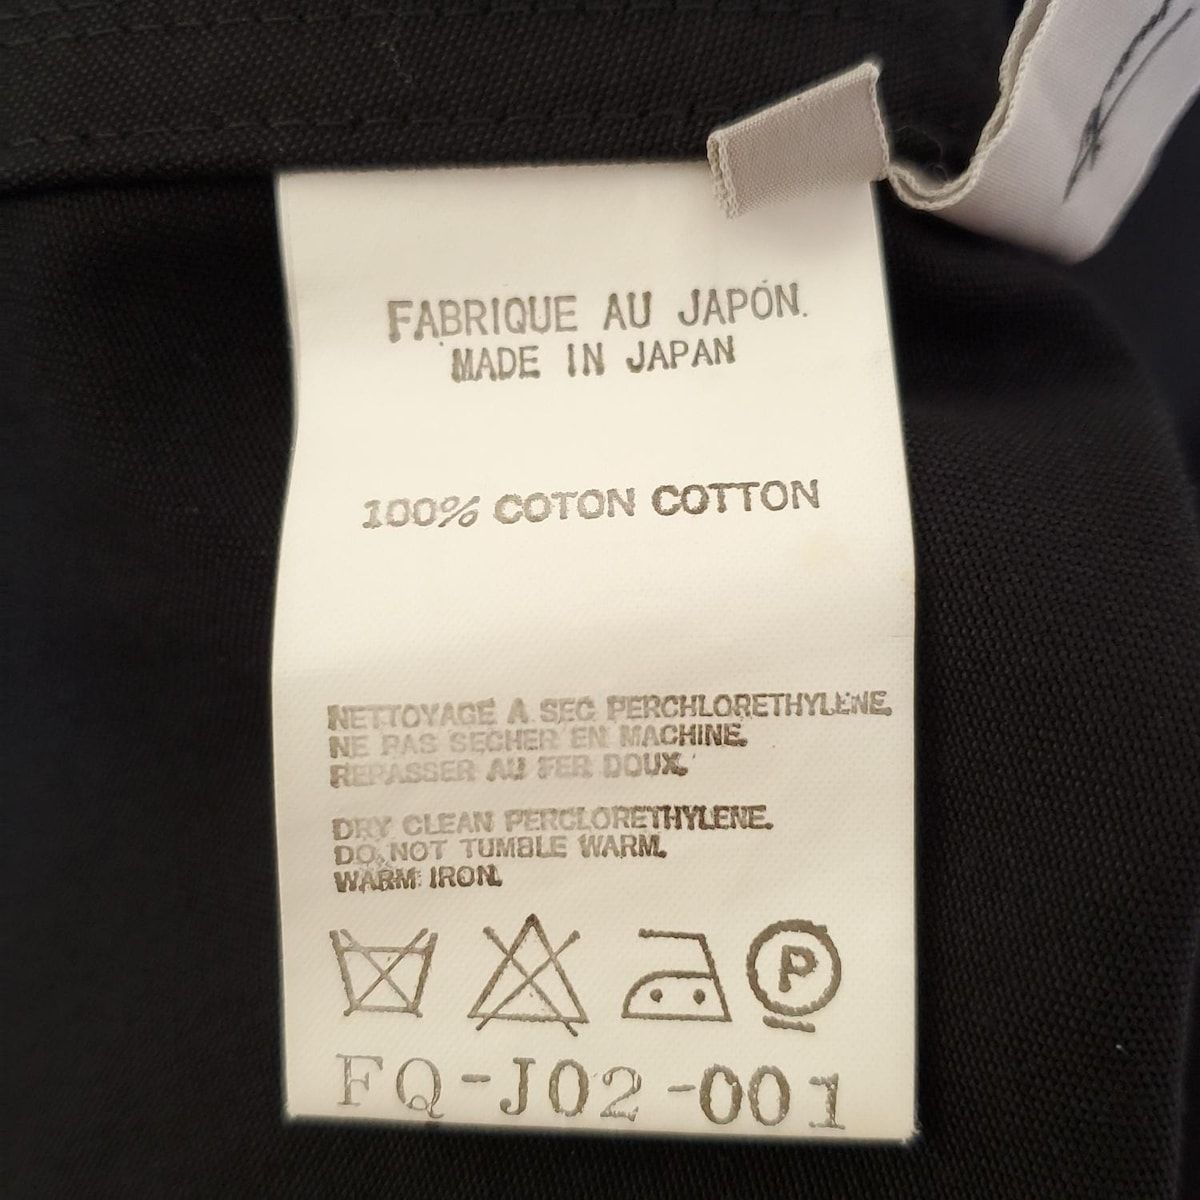 FABRIQUE AU JAPON.
MADE IN JAPAN
100% COTON COTTON
NETTOYAGE A SEC PERCHLORETHYLENE.
NE PAS SECHER EN MACHINE.
REPASSER AU FER DOUX.
DRY CLEAN PERCLORETHYLENE.
DO NOT TUMBLE WARM.
WARM IRON.
P
FQ-J02-001